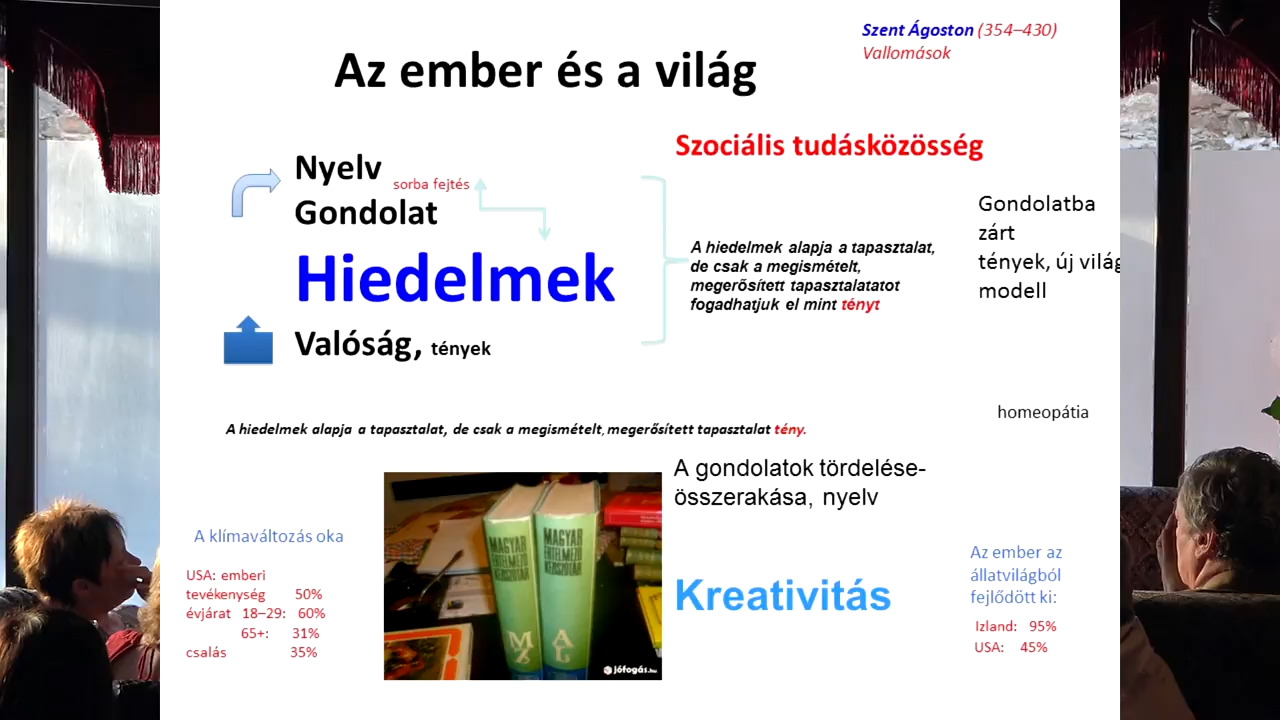 Szent Ágoston (354–430)
Vallomások
Az ember és a világ
Szociális tudásközösség
Nyelv
sorba fejtés
Gondolat
Hiedelmek
Valóság, tények
A hiedelmek alapja a tapasztalat,
de csak a megismételt,
megerősített tapasztalatatot
fogadhatjuk el mint tényt
Gondolatba
zárt
tények, új világ
modell
homeopátia
A hiedelmek alapja a tapasztalat, de csak a megismételt, megerősített tapasztalat tény.
A gondolatok tördelése-
összerakása, nyelv
A klímaváltozás oka
USA: emberi
tevékenység 50%
évjárat 18–29: 60%
65+: 31%
csalás 35%
MAGYAR
ÉRTELMEZŐ
KÉZISZÓTÁR
M
Z
MAGYAR
ÉRTELMEZŐ
KÉZISZÓTÁR
A
L
jófogás.hu
Kreativitás
Az ember az
állatvilágból
fejlődött ki:
Izland: 95%
USA: 45%